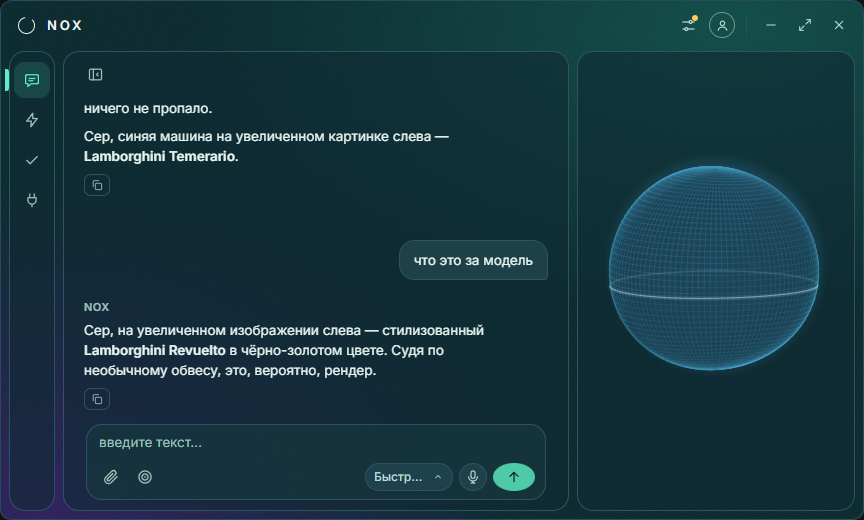 NOX
ничего не пропало.
Сер, синяя машина на увеличенном картинке слева —
Lamborghini Temerario.
что это за модель
NOX
Сер, на увеличенном изображении слева — стилизованный
Lamborghini Revuelto в чёрно-золотом цвете. Судя по
необычному обвесу, это, вероятно, рендер.
введите текст...
Быстр...